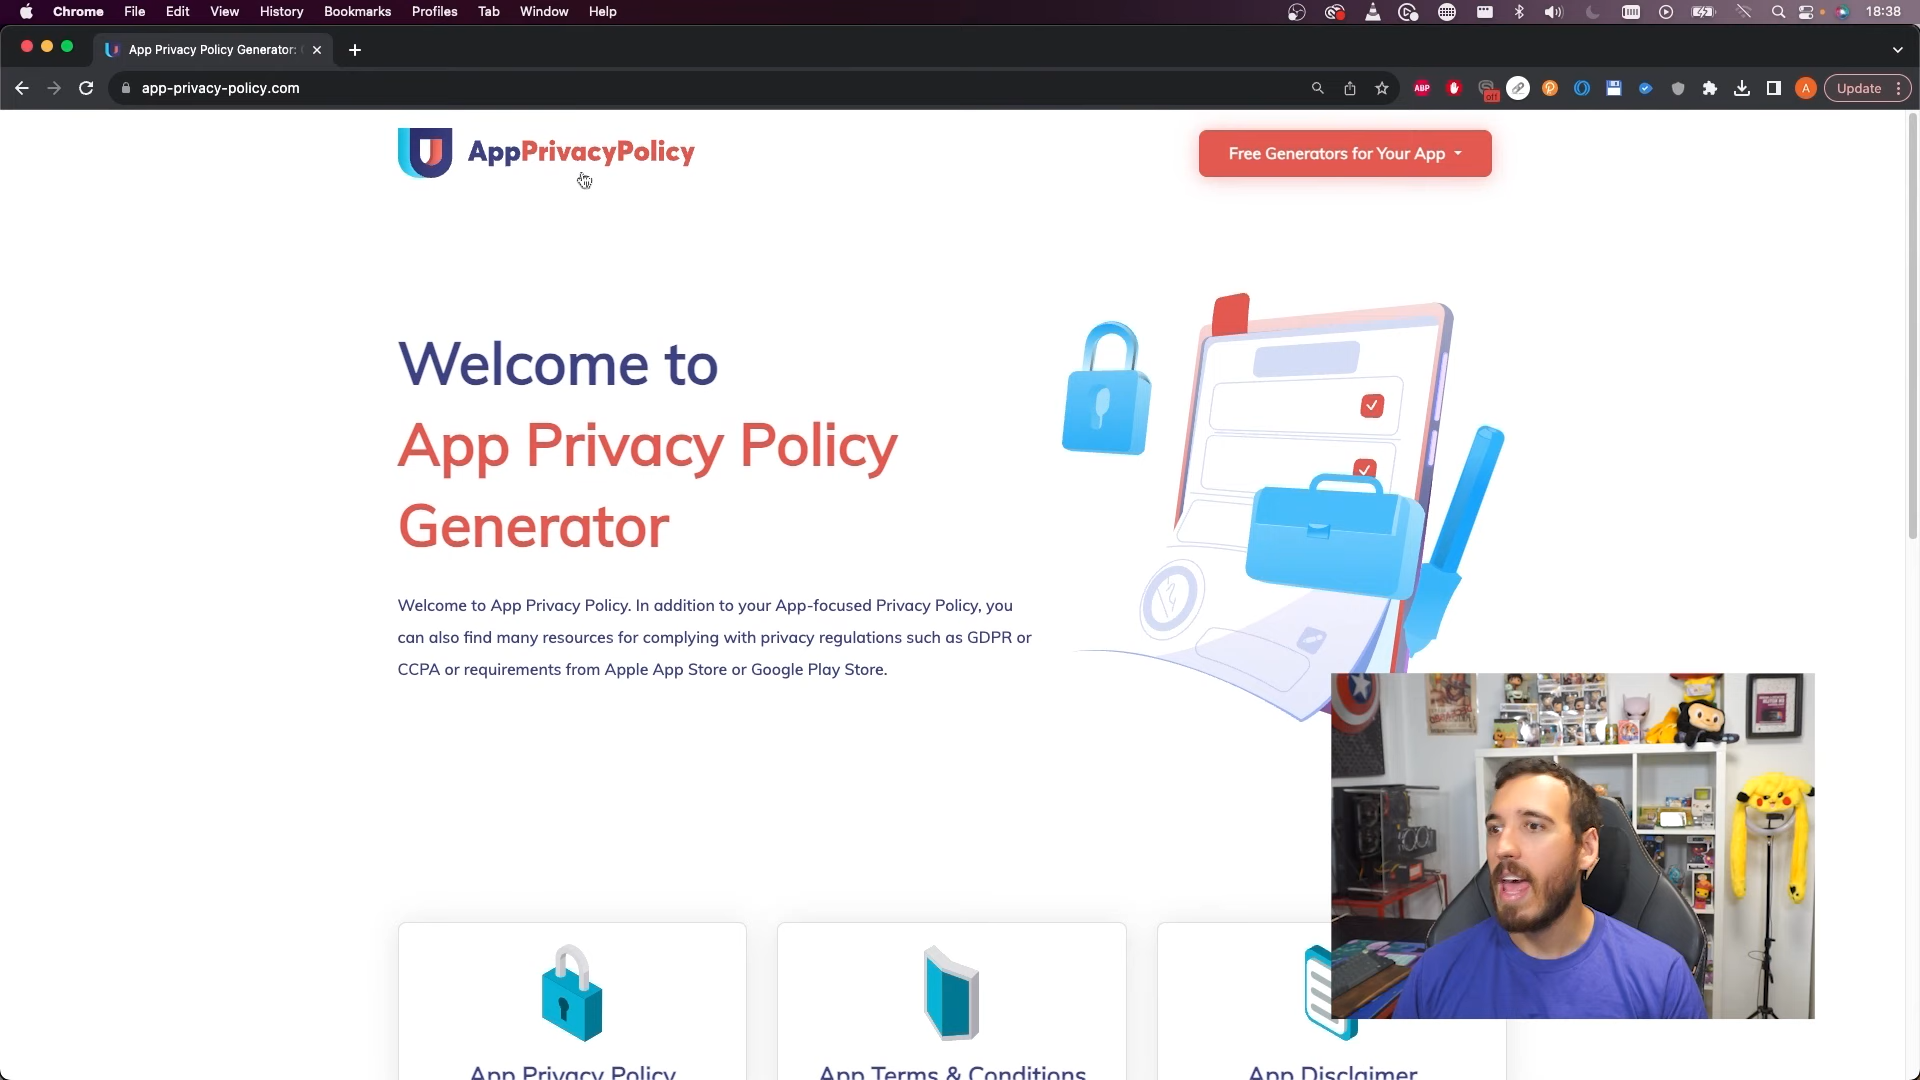 Chrome File Edit View History Bookmarks Profiles Tab Window Help 18:38
App Privacy Policy Generator:
app-privacy-policy.com
ABP
off
A
Update
AppPrivacyPolicy
Free Generators for Your App
Welcome to
App Privacy Policy
Generator
Welcome to App Privacy Policy. In addition to your App-focused Privacy Policy, you
can also find many resources for complying with privacy regulations such as GDPR or
CCPA or requirements from Apple App Store or Google Play Store.
App Privacy Policy
App Terms & Conditions
App Disclaimer